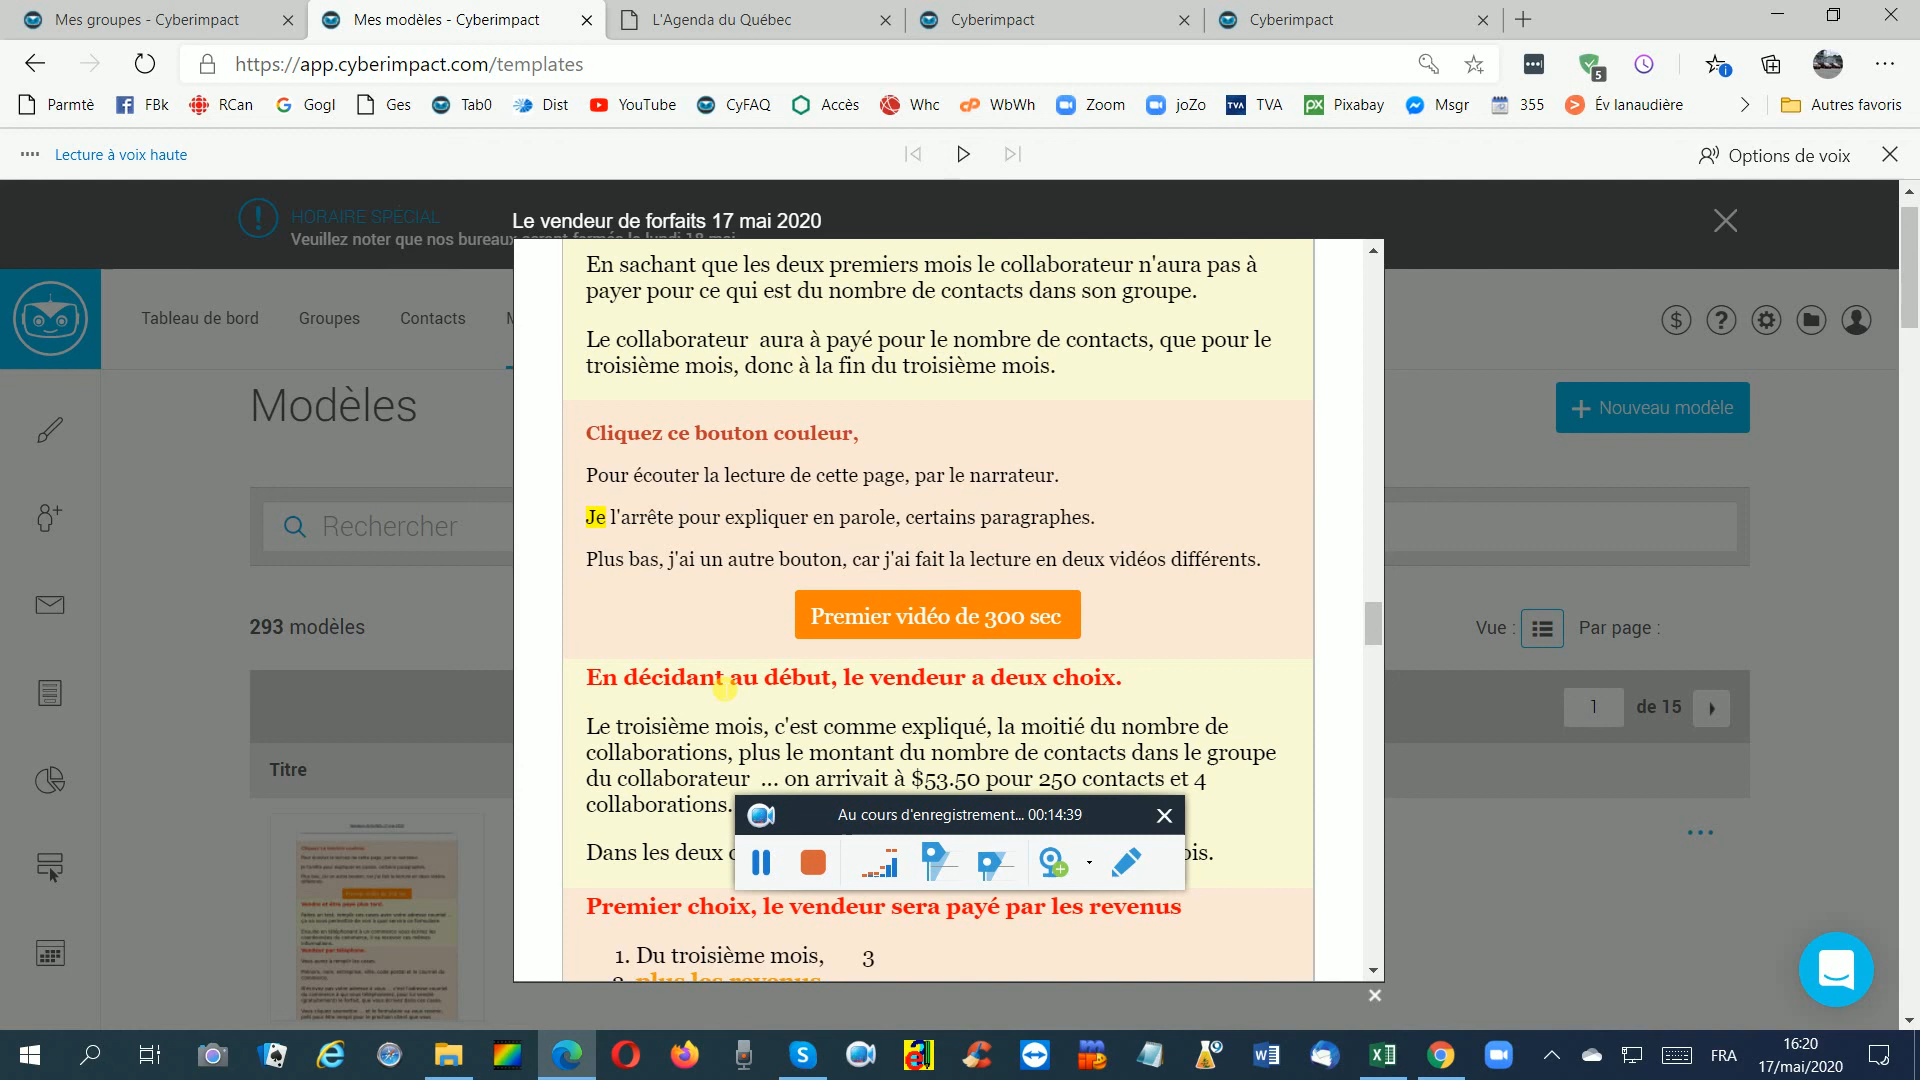 Mes groupes - Cyberimpact
Mes modèles - Cyberimpact
L'Agenda du Québec
Cyberimpact
Cyberimpact
https://app.cyberimpact.com/templates
5
Parmtè FBk RCan Gogl Ges Tab0 Dist YouTube CyFAQ Accès Whc WbWh Zoom joZo TVA TVA Pixabay Msgr 355 Év lanaudière Autres favoris
Lecture à voix haute
Options de voix
HORAIRE SPÉCIAL
Veuillez noter que nos bureaux seront fermés le lundi 18 mai
Le vendeur de forfaits 17 mai 2020
Tableau de bord Groupes Contacts
Modèles
Nouveau modèle
Rechercher
293 modèles
Vue :
Par page :
1 de 15
Titre
En sachant que les deux premiers mois le collaborateur n'aura pas à
payer pour ce qui est du nombre de contacts dans son groupe.
Le collaborateur aura à payé pour le nombre de contacts, que pour le
troisième mois, donc à la fin du troisième mois.
Cliquez ce bouton couleur,
Pour écouter la lecture de cette page, par le narrateur.
Je l'arrête pour expliquer en parole, certains paragraphes.
Plus bas, j'ai un autre bouton, car j'ai fait la lecture en deux vidéos différents.
Premier vidéo de 300 sec
En décidant au début, le vendeur a deux choix.
Le troisième mois, c'est comme expliqué, la moitié du nombre de
collaborations, plus le montant du nombre de contacts dans le groupe
du collaborateur ... on arrivait à $53.50 pour 250 contacts et 4
collaborations.
Au cours d'enregistrement... 00:14:39
Dans les deux
Premier choix, le vendeur sera payé par les revenus
1. Du troisième mois, 3
2. plus les revenus
FRA
16:20
17/mai/2020